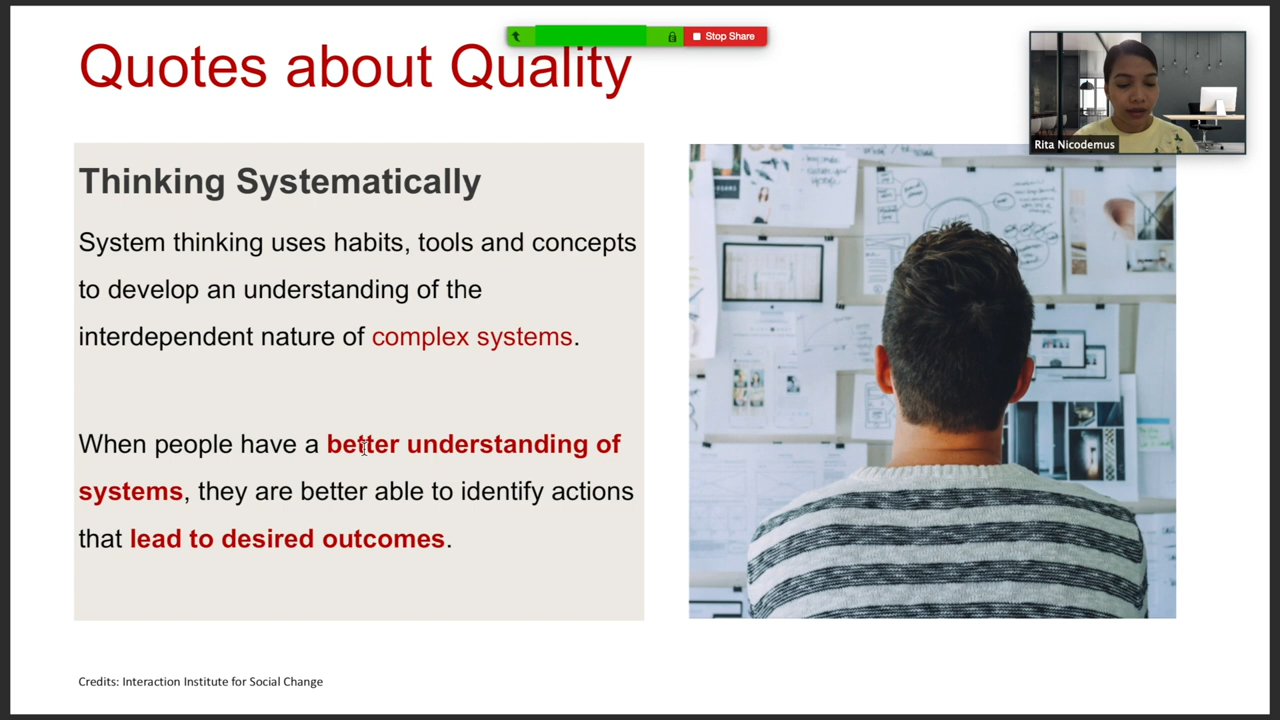 Quotes about Quality
Stop Share
Rita Nicodemus
Thinking Systematically
System thinking uses habits, tools and concepts
to develop an understanding of the
interdependent nature of complex systems.
When people have a better understanding of
systems, they are better able to identify actions
that lead to desired outcomes.
Credits: Interaction Institute for Social Change